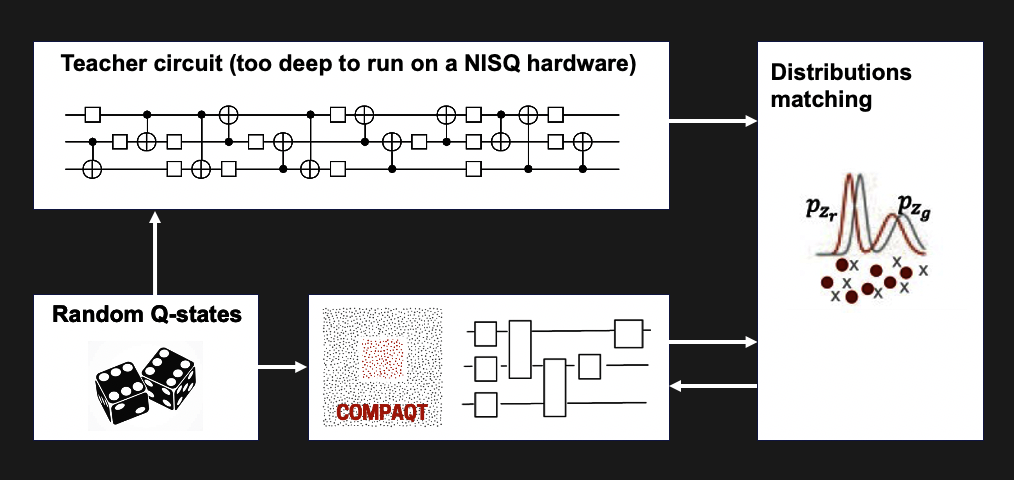 Teacher circuit (too deep to run on a NISQ hardware)
Distributions
matching
p_{z_r}
p_{z_g}
x x x
x x
x x
Random Q-states
COMPAQT